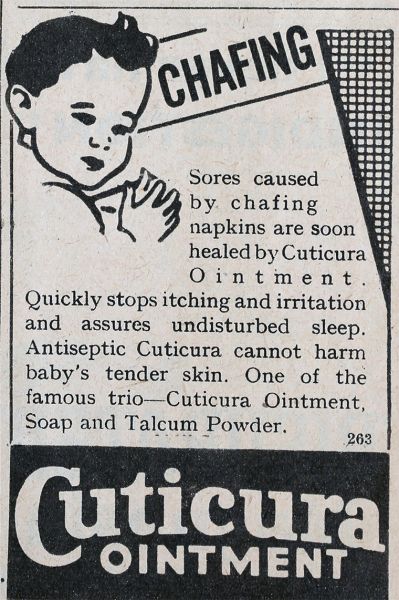 CHAFING
Sores caused
by chafing
napkins are soon
healed by Cuticura
Ointment.
Quickly stops itching and irritation
and assures undisturbed sleep.
Antiseptic Cuticura cannot harm
baby's tender skin. One of the
famous trio—Cuticura Ointment,
Soap and Talcum Powder.
263
Cuticura
OINTMENT